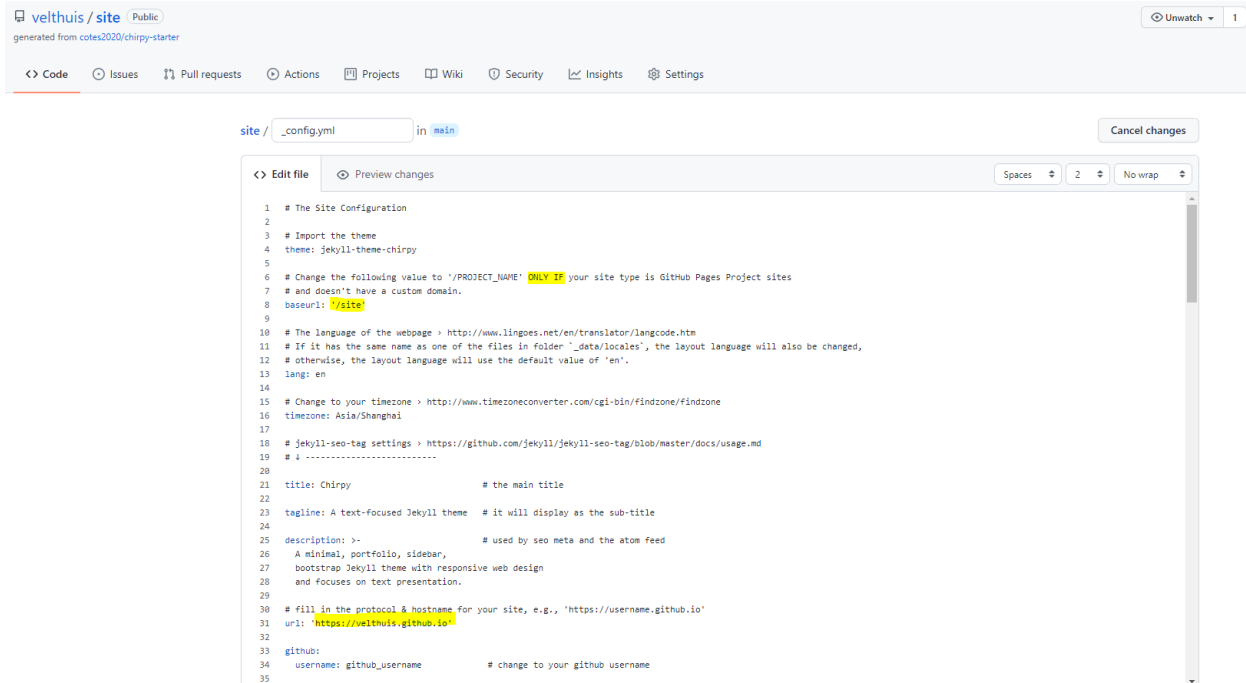 velthuis / site Public
Unwatch 1
generated from cotes2020/chirpy-starter
Code Issues Pull requests Actions Projects Wiki Security Insights Settings
site / _config.yml in main
Cancel changes
Edit file Preview changes
Spaces 2 No wrap
1 # The Site Configuration
2
3 # Import the theme
4 theme: jekyll-theme-chirpy
5
6 # Change the following value to '/PROJECT_NAME' ONLY IF your site type is GitHub Pages Project sites
7 # and doesn't have a custom domain.
8 baseurl: '/site'
9
10 # The language of the webpage › http://www.lingoes.net/en/translator/langcode.htm
11 # If it has the same name as one of the files in folder `_data/locales`, the layout language will also be changed,
12 # otherwise, the layout language will use the default value of 'en'.
13 lang: en
14
15 # Change to your timezone › http://www.timezoneconverter.com/cgi-bin/findzone/findzone
16 timezone: Asia/Shanghai
17
18 # jekyll-seo-tag settings › https://github.com/jekyll/jekyll-seo-tag/blob/master/docs/usage.md
19 # ↓ --------------------------
20
21 title: Chirpy # the main title
22
23 tagline: A text-focused Jekyll theme # it will display as the sub-title
24
25 description: >- # used by seo meta and the atom feed
26 A minimal, portfolio, sidebar,
27 bootstrap Jekyll theme with responsive web design
28 and focuses on text presentation.
29
30 # fill in the protocol & hostname for your site, e.g., 'https://username.github.io'
31 url: 'https://velthuis.github.io'
32
33 github:
34 username: github_username # change to your github username
35